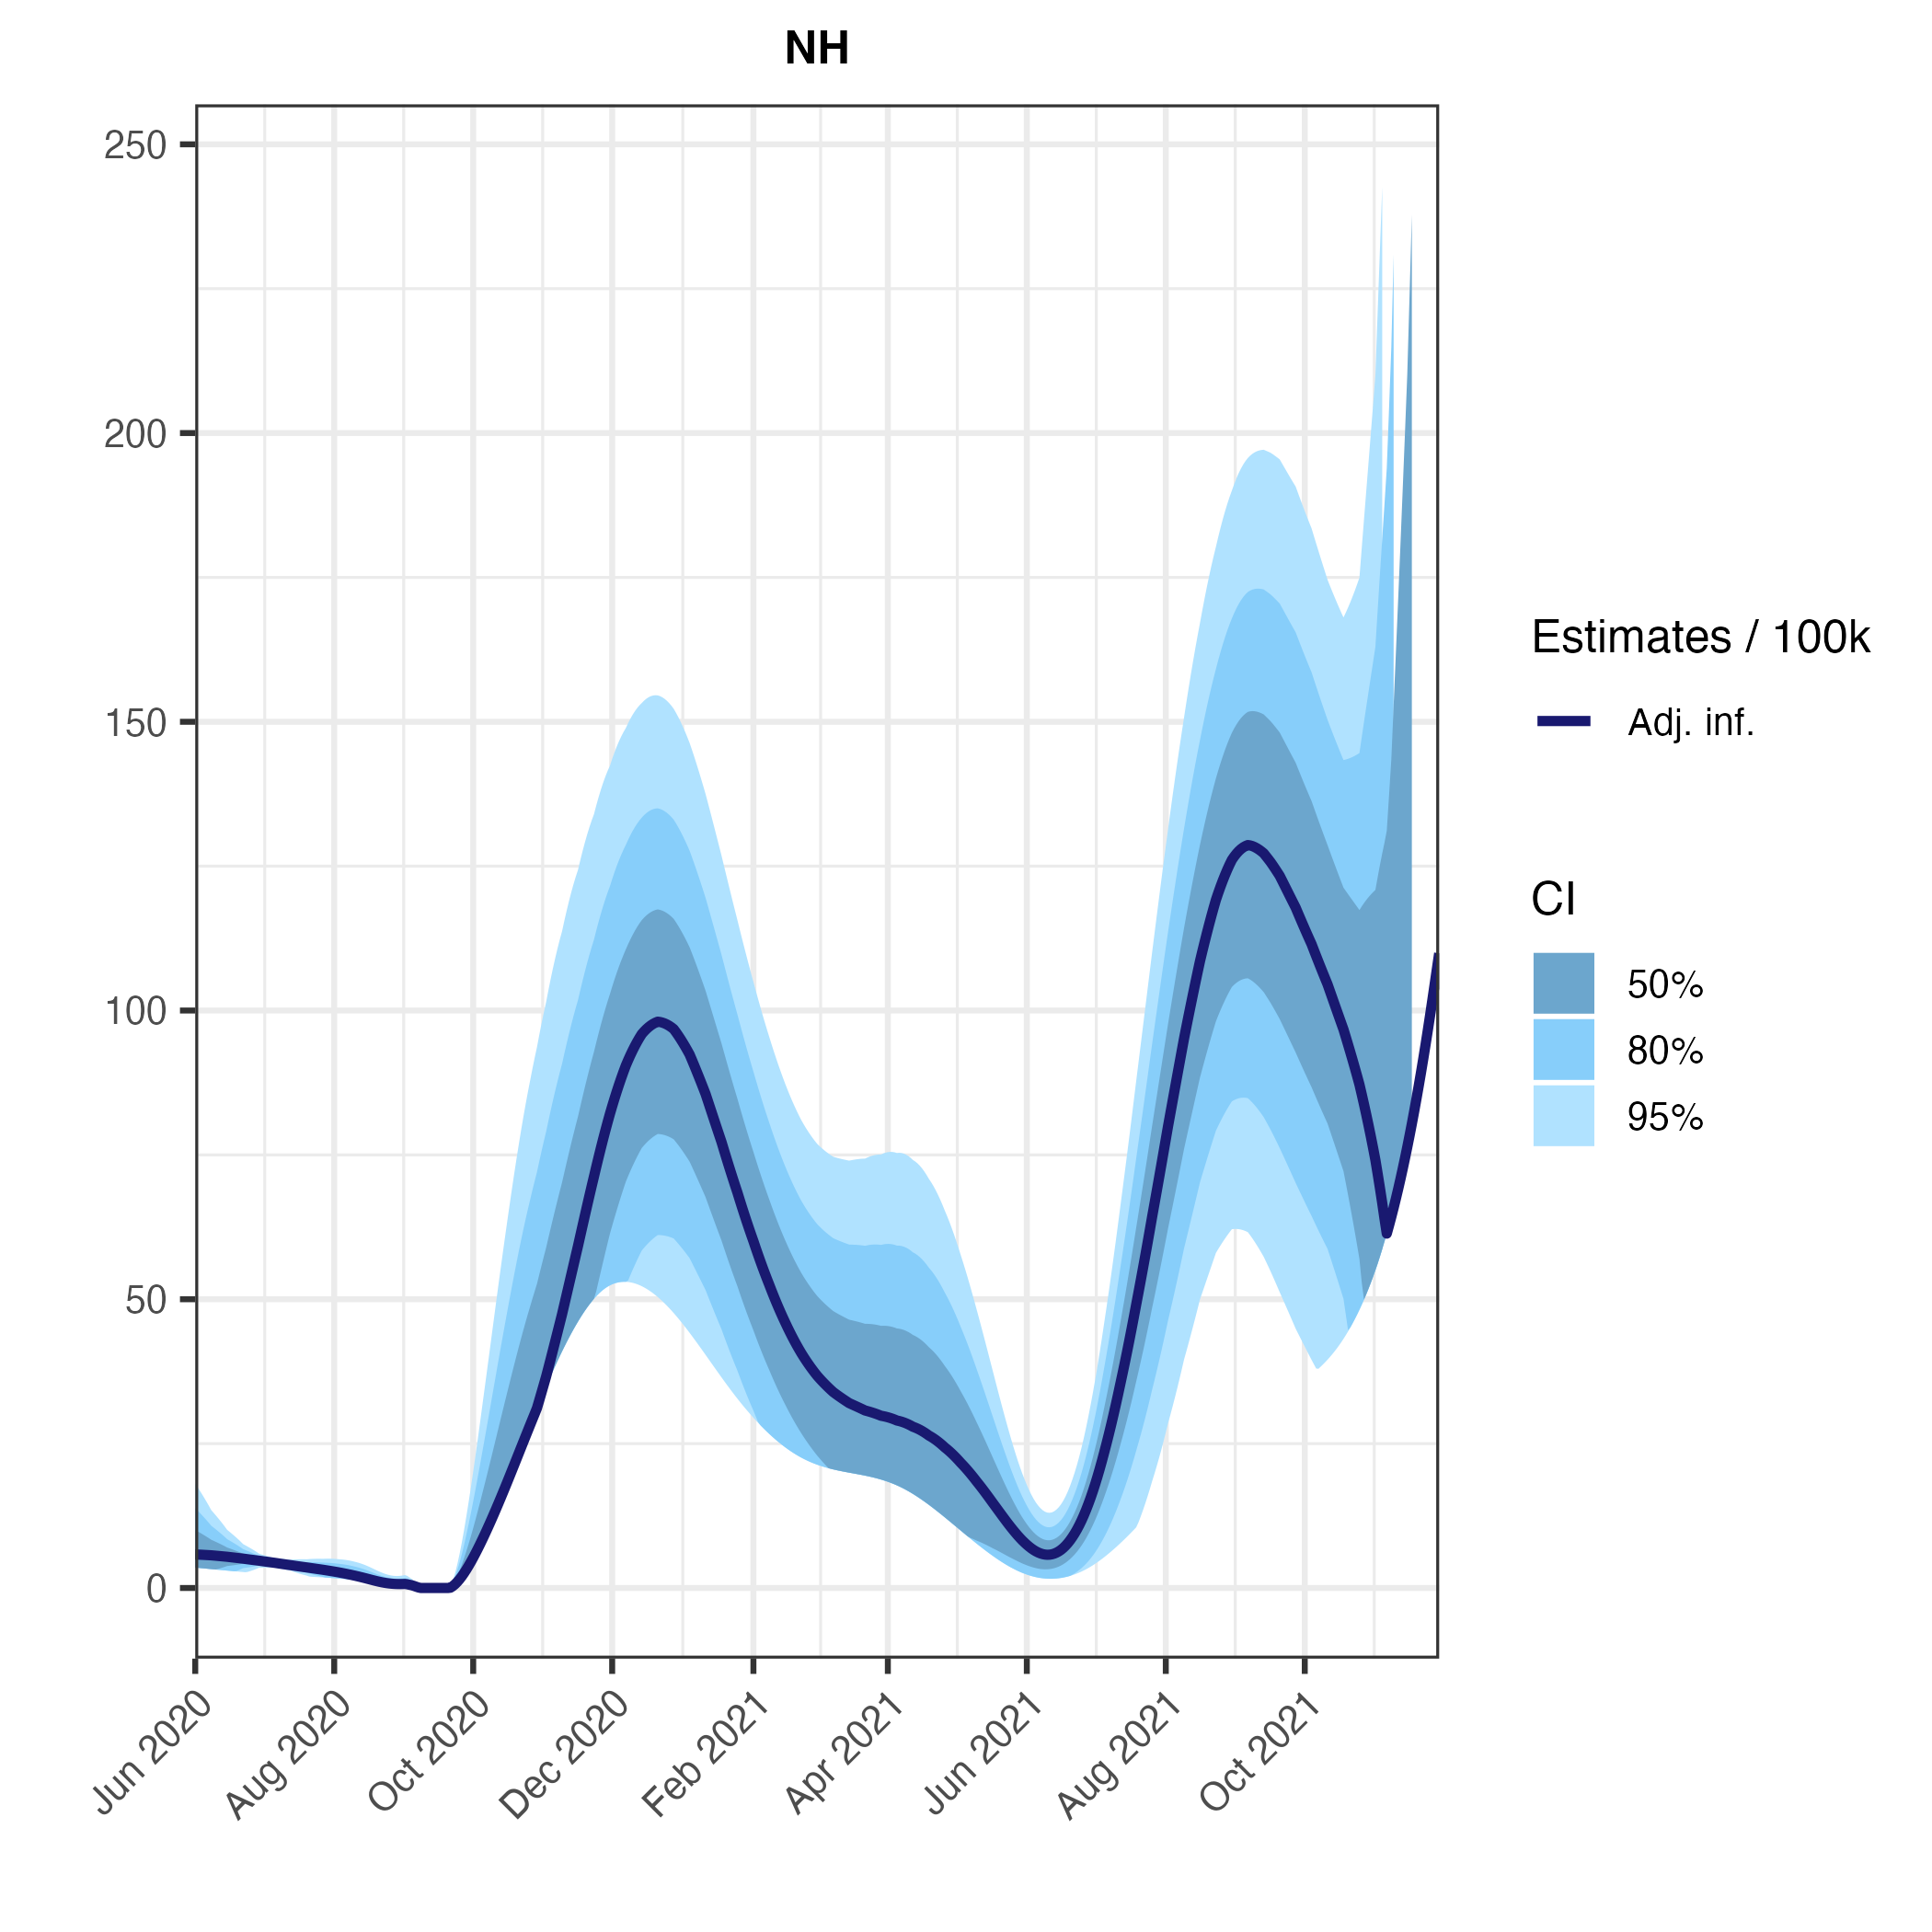 NH
250
200
150
100
50
0
Jun 2020
Aug 2020
Oct 2020
Dec 2020
Feb 2021
Apr 2021
Jun 2021
Aug 2021
Oct 2021
Estimates / 100k
Adj. inf.
CI
50%
80%
95%